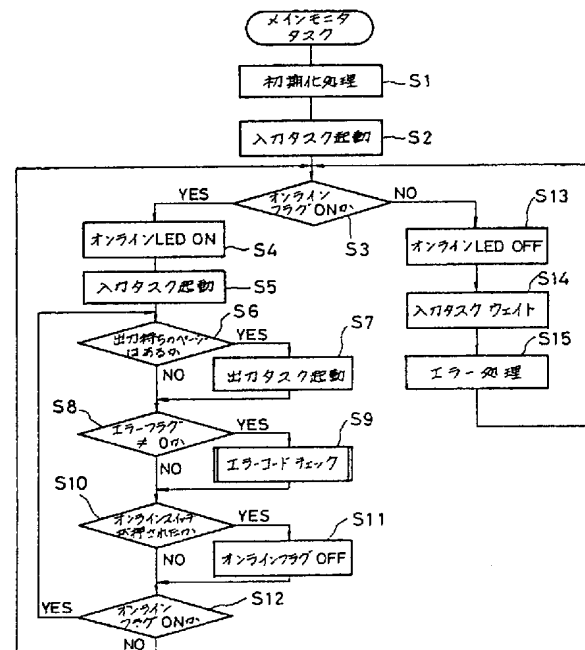 メインモニタ
タスク
初期化処理
S1
入力タスク起動
S2
オンライン
フラグONか
S3
YES
NO
オンラインLED ON
S4
入力タスク起動
S5
出力待ちのページ
はあるか
S6
YES
NO
出力タスク起動
S7
エラーフラグ
≠ 0か
S8
YES
NO
エラーコードチェック
S9
オンラインスイッチ
が押されたか
S10
YES
NO
オンラインフラグ OFF
S11
オンライン
フラグONか
S12
YES
NO
オンラインLED OFF
S13
入力タスク ウェイト
S14
エラー処理
S15